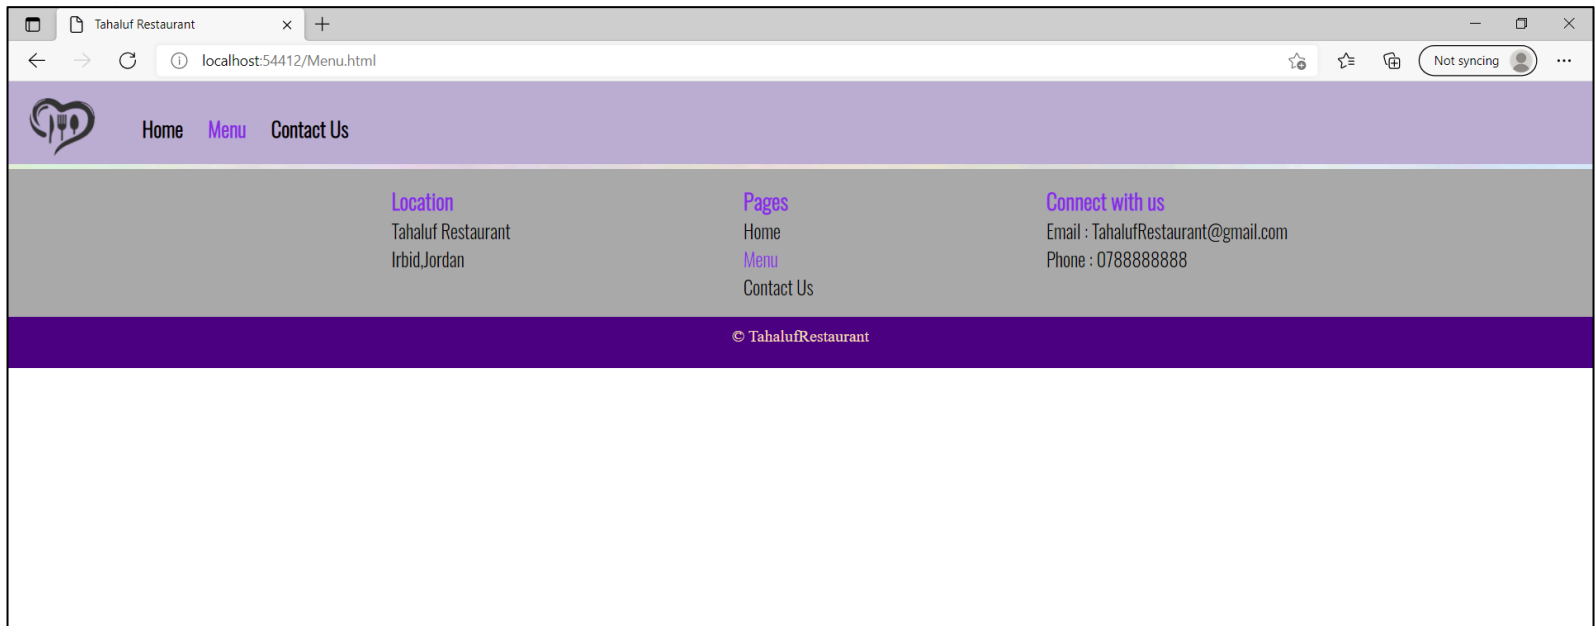 Tahaluf Restaurant
localhost:54412/Menu.html
Not syncing
Home Menu Contact Us
Location
Tahaluf Restaurant
Irbid,Jordan
Pages
Home
Menu
Contact Us
Connect with us
Email : TahalufRestaurant@gmail.com
Phone : 0788888888
© TahalufRestaurant